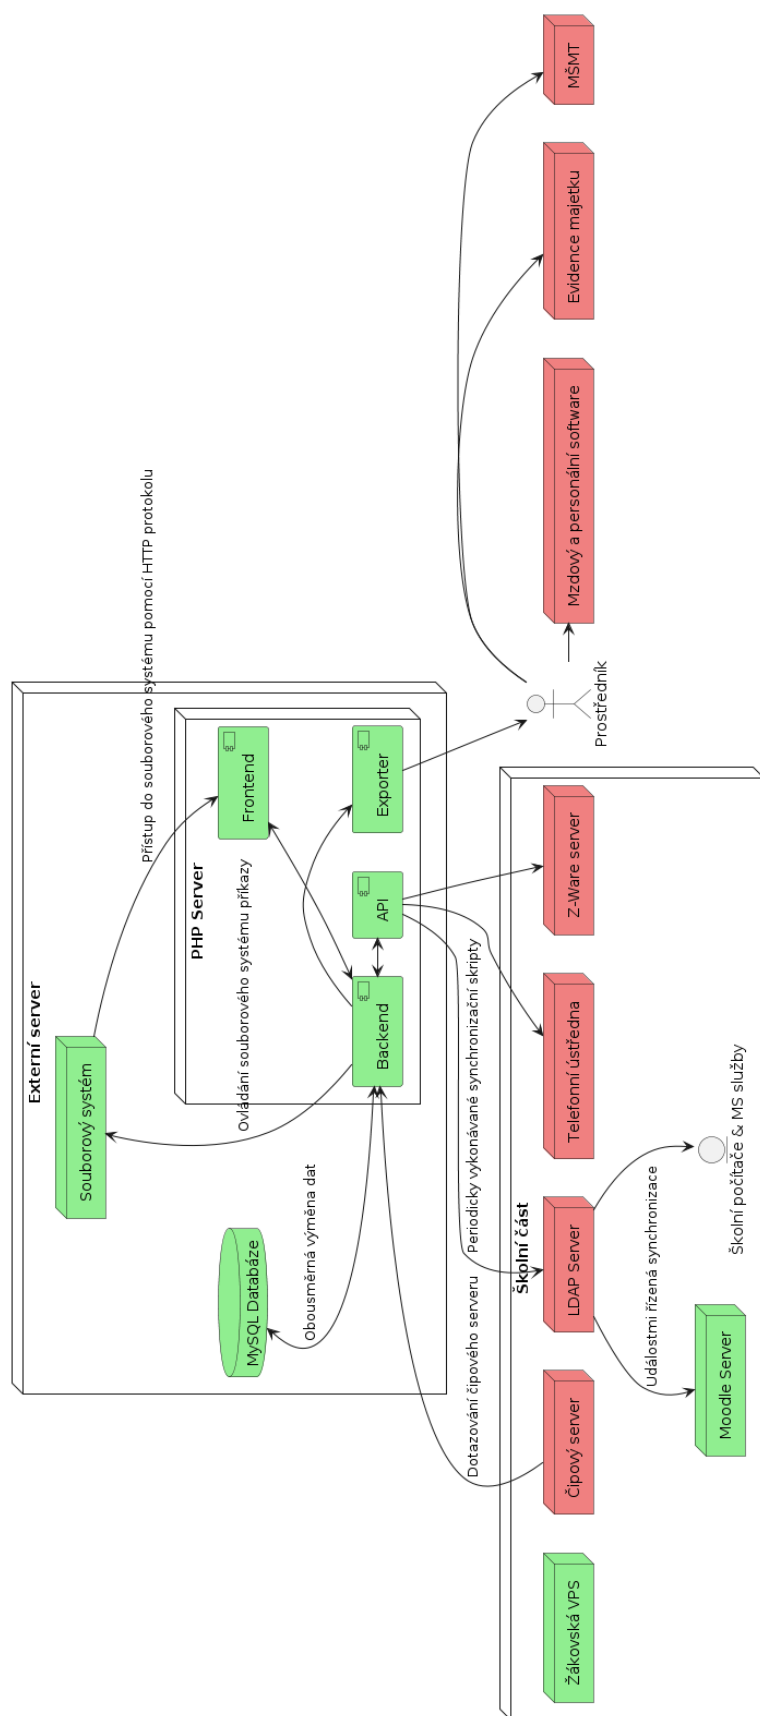 Externí server
Souborový systém
MySQL Databáze
PHP Server
Frontend
Backend
API
Exporter
Přístup do souborového systému pomocí HTTP protokolu
Ovládání souborového systému příkazy
Obousměrná výměna dat
Dotazování čipového serveru
Periodicky vykonávané synchronizační skripty
Školní část
Žákovská VPS
Čipový server
LDAP Server
Telefonní ústředna
Z-Ware server
Událostmi řízená synchronizace
Moodle Server
Školní počítače & MS služby
Prostředník
Mzdový a personální software
Evidence majetku
MŠMT